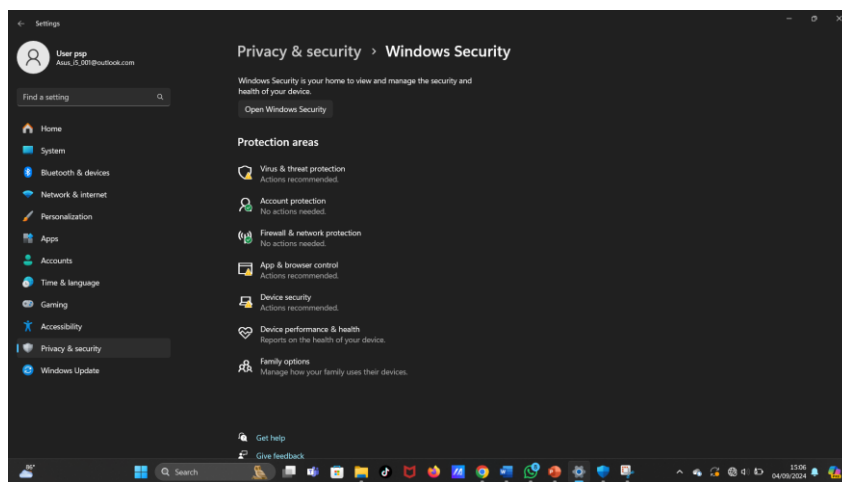 Settings
User psp
Asus_i5_001@outlook.com
Find a setting
Home
System
Bluetooth & devices
Network & internet
Personalization
Apps
Accounts
Time & language
Gaming
Accessibility
Privacy & security
Windows Update
Privacy & security > Windows Security
Windows Security is your home to view and manage the security and
health of your device.
Open Windows Security
Protection areas
Virus & threat protection
Actions recommended.
Account protection
No actions needed.
Firewall & network protection
No actions needed.
App & browser control
Actions recommended.
Device security
Actions recommended.
Device performance & health
Reports on the health of your device.
Family options
Manage how your family uses their devices.
Get help
Give feedback
86°
Search
15:06
04/09/2024